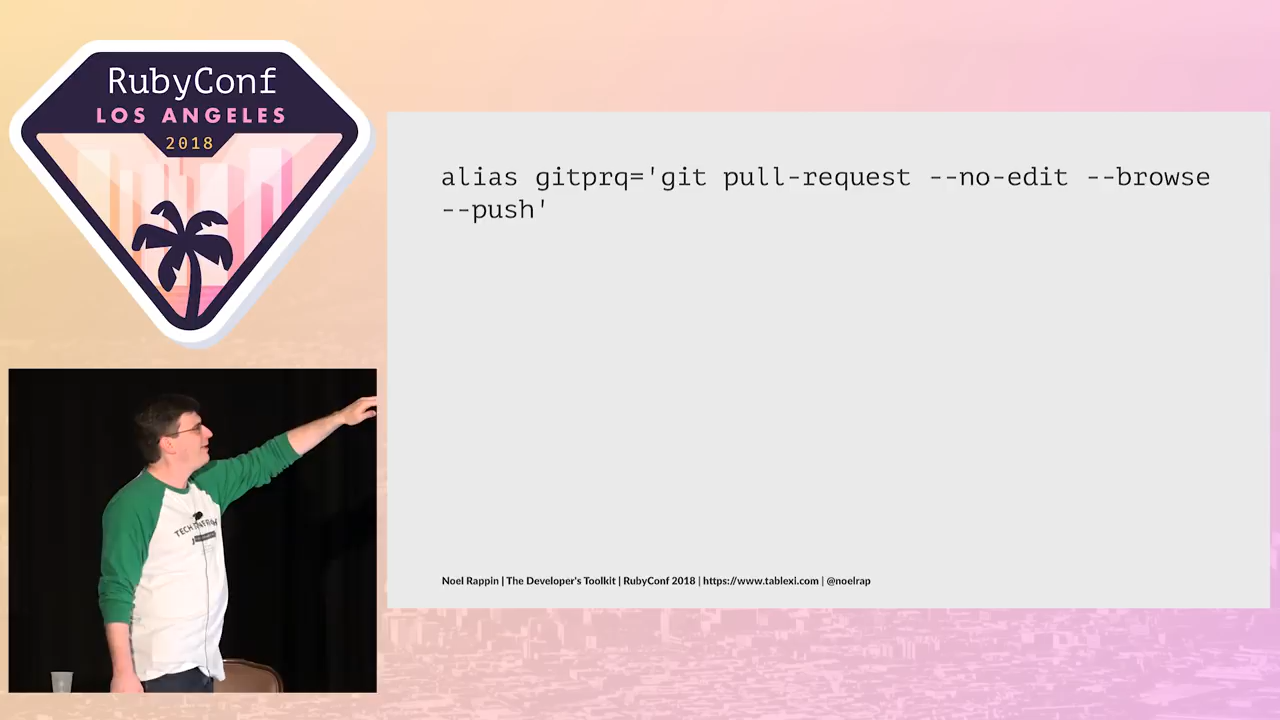 RubyConf
LOS ANGELES
2018
alias gitprq='git pull-request --no-edit --browse
--push'
Noel Rappin | The Developer's Toolkit | RubyConf 2018 | https://www.tablexi.com | @noelrap
TECH